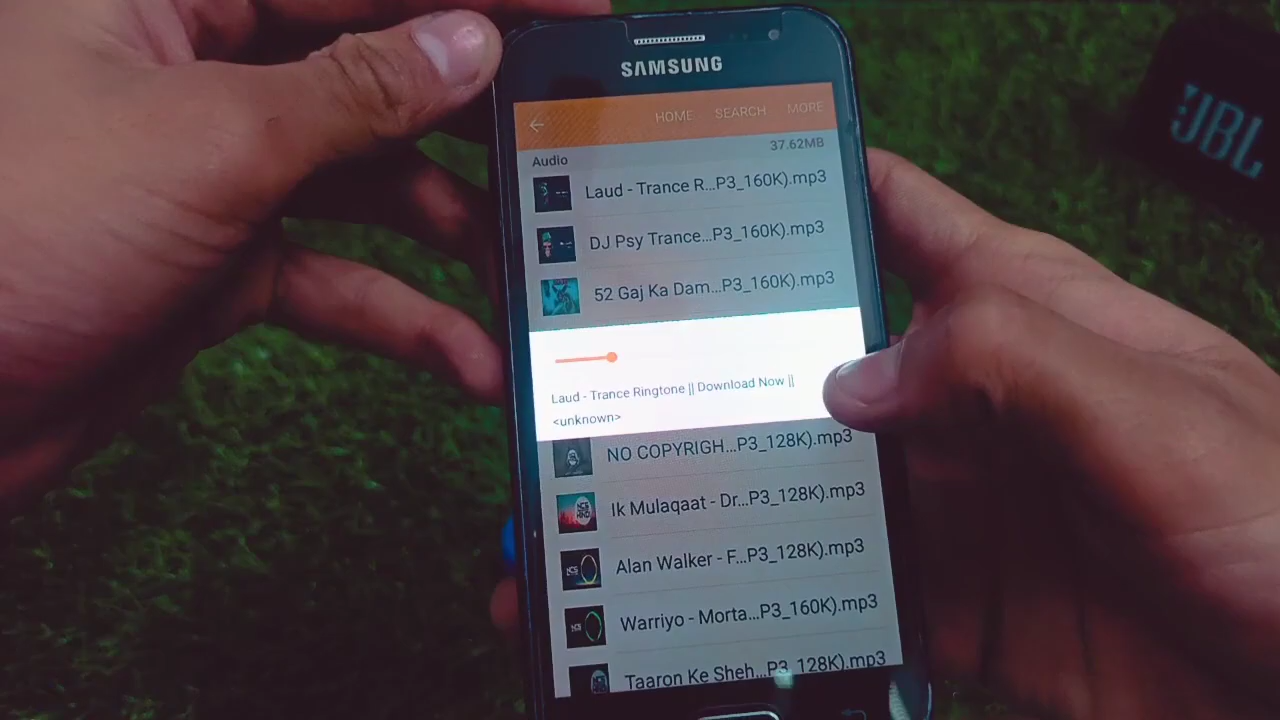 SAMSUNG
HOME SEARCH MORE
Audio 37.62MB
Laud - Trance R...P3_160K).mp3
DJ Psy Trance...P3_160K).mp3
52 Gaj Ka Dam...P3_160K).mp3
Laud - Trance Ringtone || Download Now ||
<unknown>
NO COPYRIGH...P3_128K).mp3
Ik Mulaqaat - Dr...P3_128K).mp3
Alan Walker - F...P3_128K).mp3
Warriyo - Morta...P3_160K).mp3
Taaron Ke Sheh...P3_128K).mp3
JBL